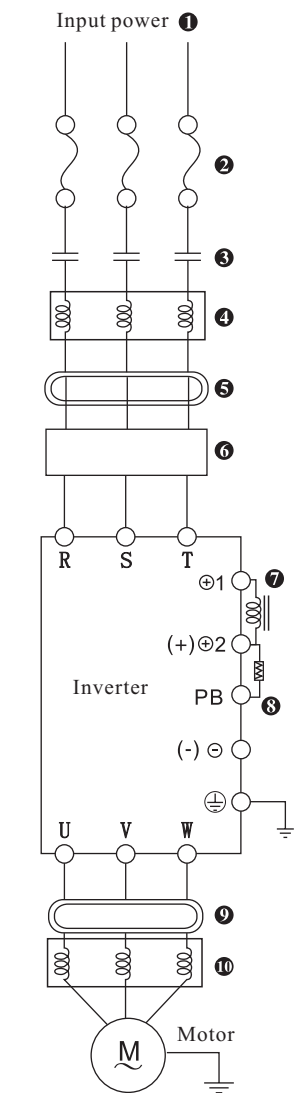 Input power ❶
❷
❸
❹
❺
❻
R S T
⊕1 ❼
(+)⊕2
Inverter
PB ❽
(-) ⊖
U V W
❾
❿
Motor
M
~